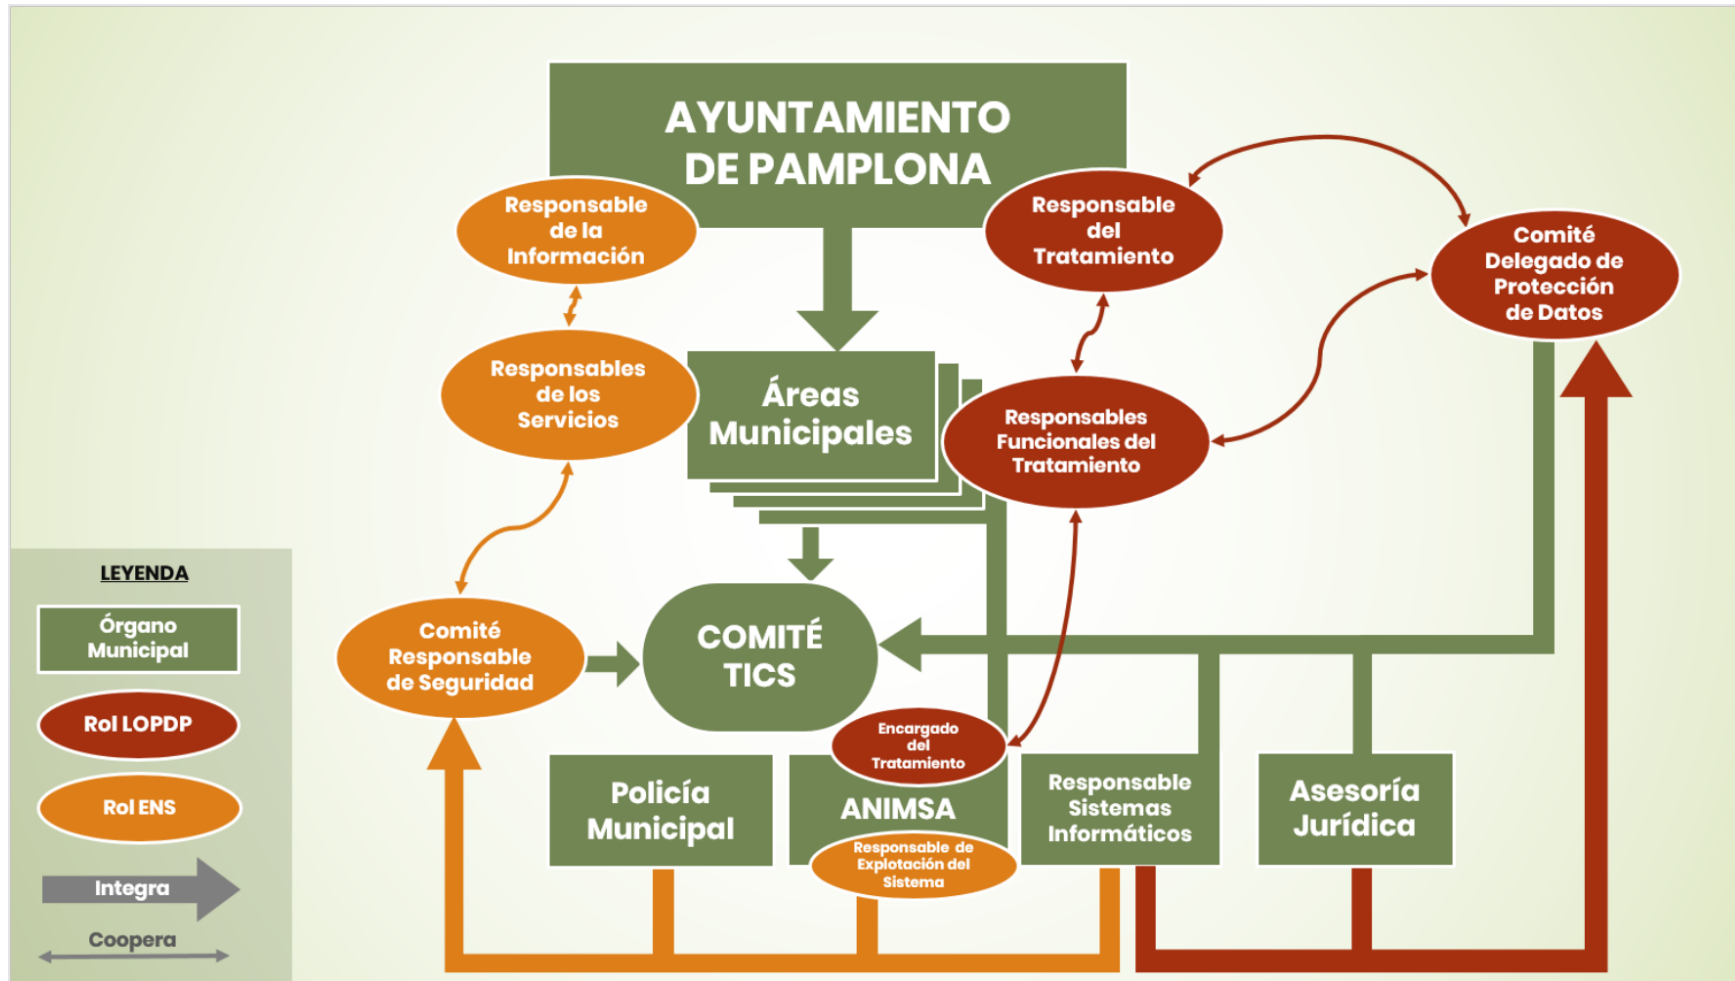 AYUNTAMIENTO
DE PAMPLONA
Responsable
de la
Información
Responsable
del
Tratamiento
Comité
Delegado de
Protección
de Datos
Responsables
de los
Servicios
Áreas
Municipales
Responsables
Funcionales del
Tratamiento
Comité
Responsable
de Seguridad
COMITÉ
TICS
Encargado
del
Tratamiento
Policía
Municipal
ANIMSA
Responsable de
Explotación del
Sistema
Responsable
Sistemas
Informáticos
Asesoría
Jurídica
LEYENDA
Órgano
Municipal
Rol LOPDP
Rol ENS
Integra
Coopera